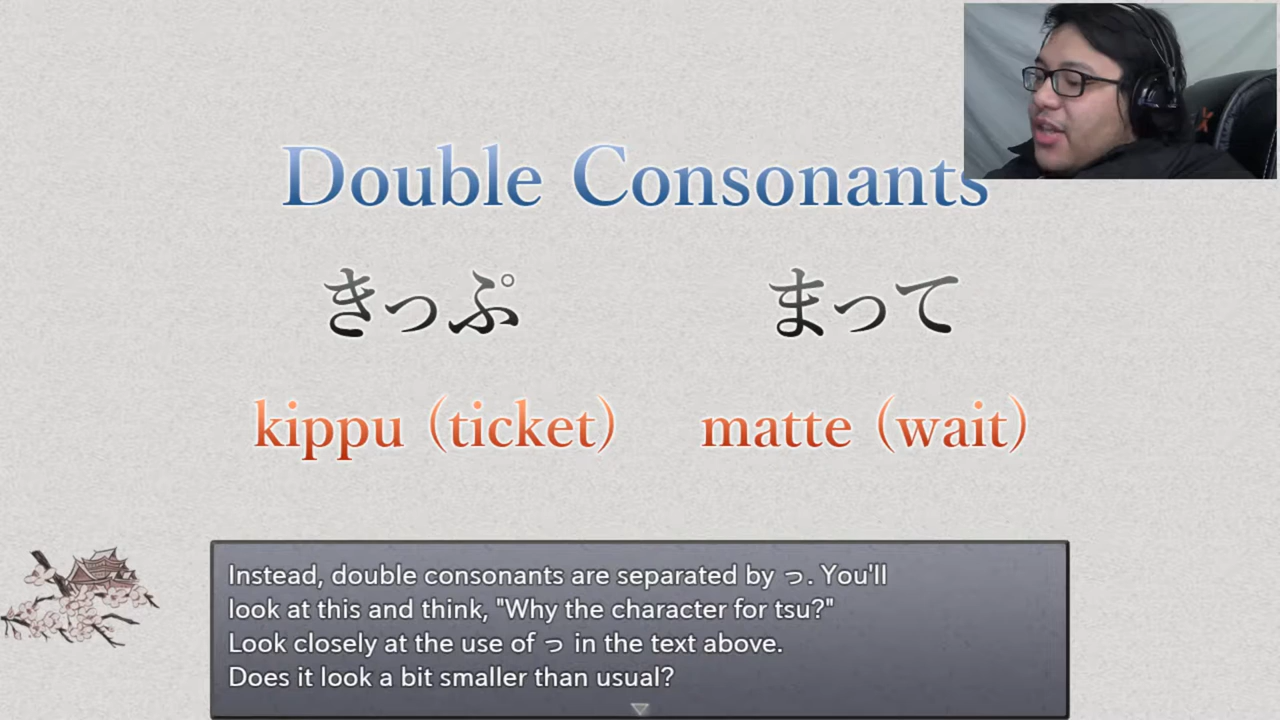 Double Consonants
きっぷ まって
kippu (ticket) matte (wait)
Instead, double consonants are separated by っ. You'll
look at this and think, "Why the character for tsu?"
Look closely at the use of っ in the text above.
Does it look a bit smaller than usual?